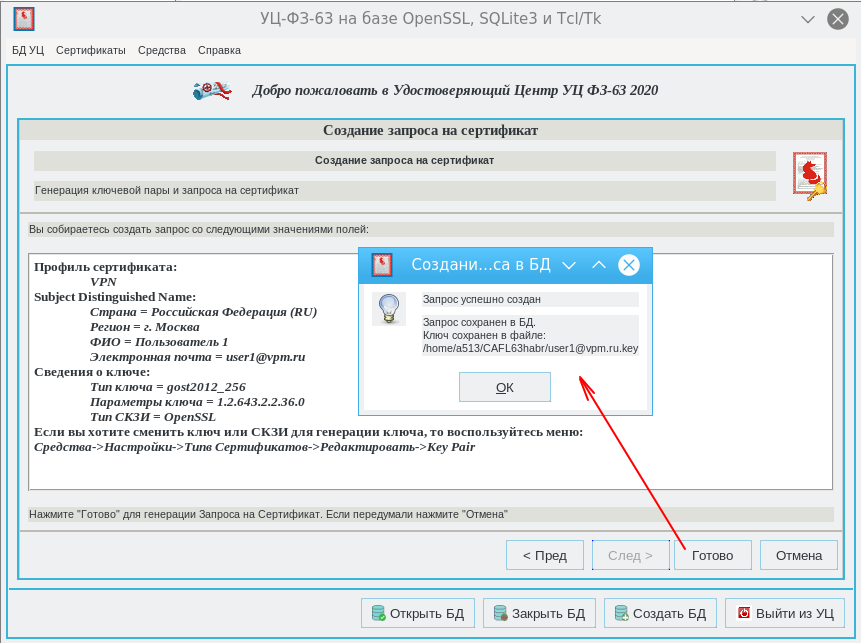 УЦ-ФЗ-63 на базе OpenSSL, SQLite3 и Tcl/Tk
БД УЦ Сертификаты Средства Справка
Добро пожаловать в Удостоверяющий Центр УЦ ФЗ-63 2020
Создание запроса на сертификат
Создание запроса на сертификат
Генерация ключевой пары и запроса на сертификат
Вы собираетесь создать запрос со следующими значениями полей:
Профиль сертификата:
VPN
Subject Distinguished Name:
Страна = Российская Федерация (RU)
Регион = г. Москва
ФИО = Пользователь 1
Электронная почта = user1@vpm.ru
Сведения о ключе:
Тип ключа = gost2012_256
Параметры ключа = 1.2.643.2.2.36.0
Тип СКЗИ = OpenSSL
Если вы хотите сменить ключ или СКЗИ для генерации ключа, то воспользуйтесь меню:
Средства->Настройки->Типв Сертификатов->Редактировать->Key Pair
Создани...са в БД
Запрос успешно создан
Запрос сохранен в БД.
Ключ сохранен в файле:
/home/a513/CAFL63habr/user1@vpm.ru.key
OK
Нажмите "Готово" для генерации Запроса на Сертификат. Если передумали нажмите "Отмена"
< Пред След > Готово Отмена
Открыть БД Закрыть БД Создать БД Выйти из УЦ